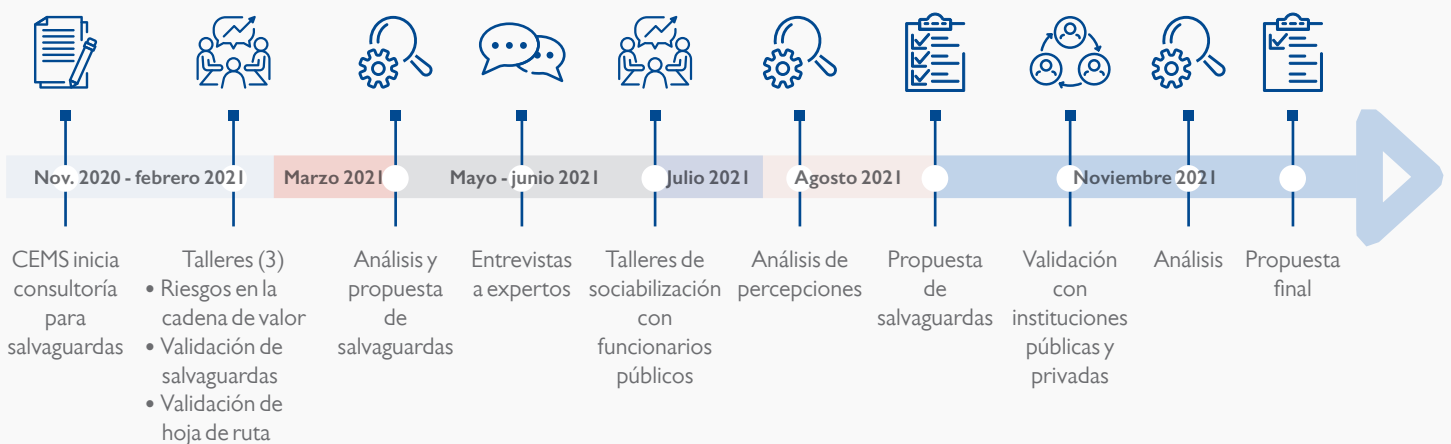 Nov. 2020 - febrero 2021
Marzo 2021
Mayo - junio 2021
Julio 2021
Agosto 2021
Noviembre 2021
CEMS inicia
consultoría
para
salvaguardas
Talleres (3)
• Riesgos en la
cadena de valor
• Validación de
salvaguardas
• Validación de
hoja de ruta
Análisis y
propuesta
de
salvaguardas
Entrevistas
a expertos
Talleres de
sociabilización
con
funcionarios
públicos
Análisis de
percepciones
Propuesta
de
salvaguardas
Validación
con
instituciones
públicas y
privadas
Análisis
Propuesta
final